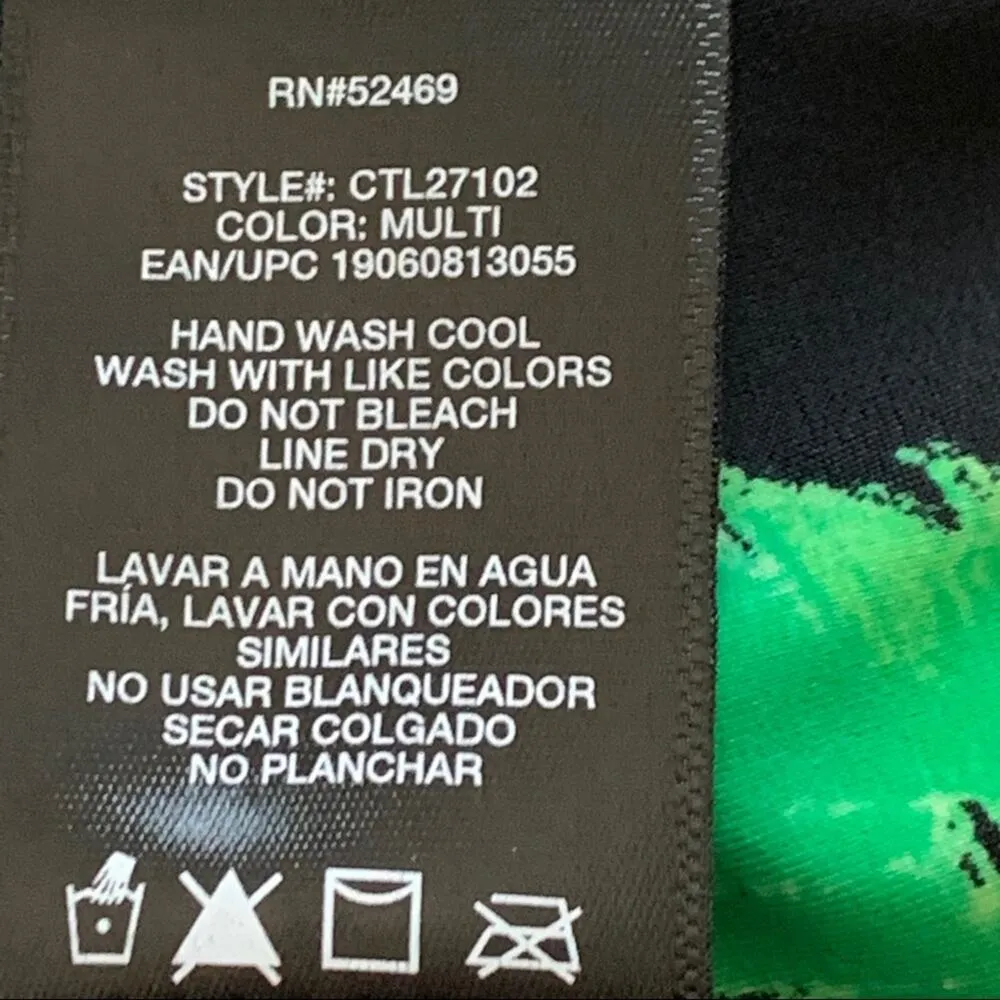 RN#52469
STYLE#: CTL27102
COLOR: MULTI
EAN/UPC 19060813055
HAND WASH COOL
WASH WITH LIKE COLORS
DO NOT BLEACH
LINE DRY
DO NOT IRON
LAVAR A MANO EN AGUA
FRÍA, LAVAR CON COLORES
SIMILARES
NO USAR BLANQUEADOR
SECAR COLGADO
NO PLANCHAR